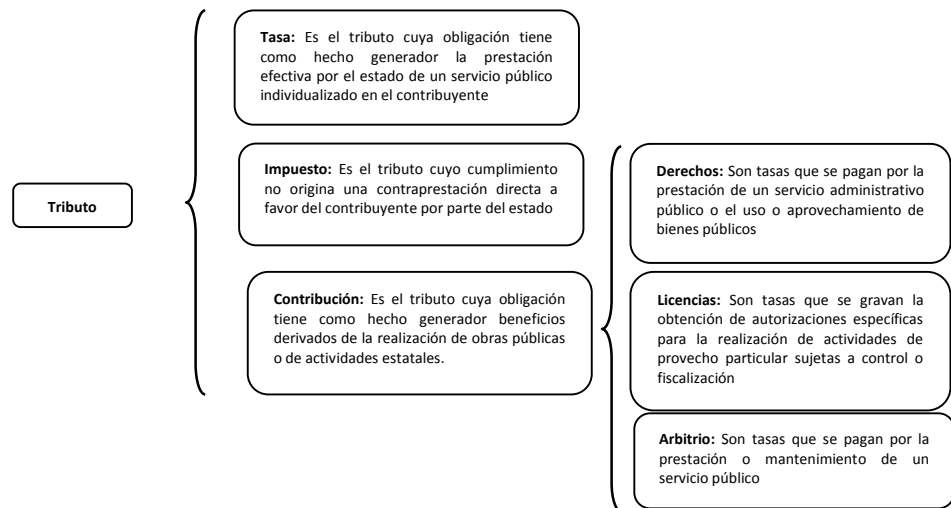 Tributo
Tasa: Es el tributo cuya obligación tiene
como hecho generador la prestación
efectiva por el estado de un servicio público
individualizado en el contribuyente
Impuesto: Es el tributo cuyo cumplimiento
no origina una contraprestación directa a
favor del contribuyente por parte del estado
Contribución: Es el tributo cuya obligación
tiene como hecho generador beneficios
derivados de la realización de obras públicas
o de actividades estatales.
Derechos: Son tasas que se pagan por la
prestación de un servicio administrativo
público o el uso o aprovechamiento de
bienes públicos
Licencias: Son tasas que se gravan la
obtención de autorizaciones específicas
para la realización de actividades de
provecho particular sujetas a control o
fiscalización
Arbitrio: Son tasas que se pagan por la
prestación o mantenimiento de un
servicio público